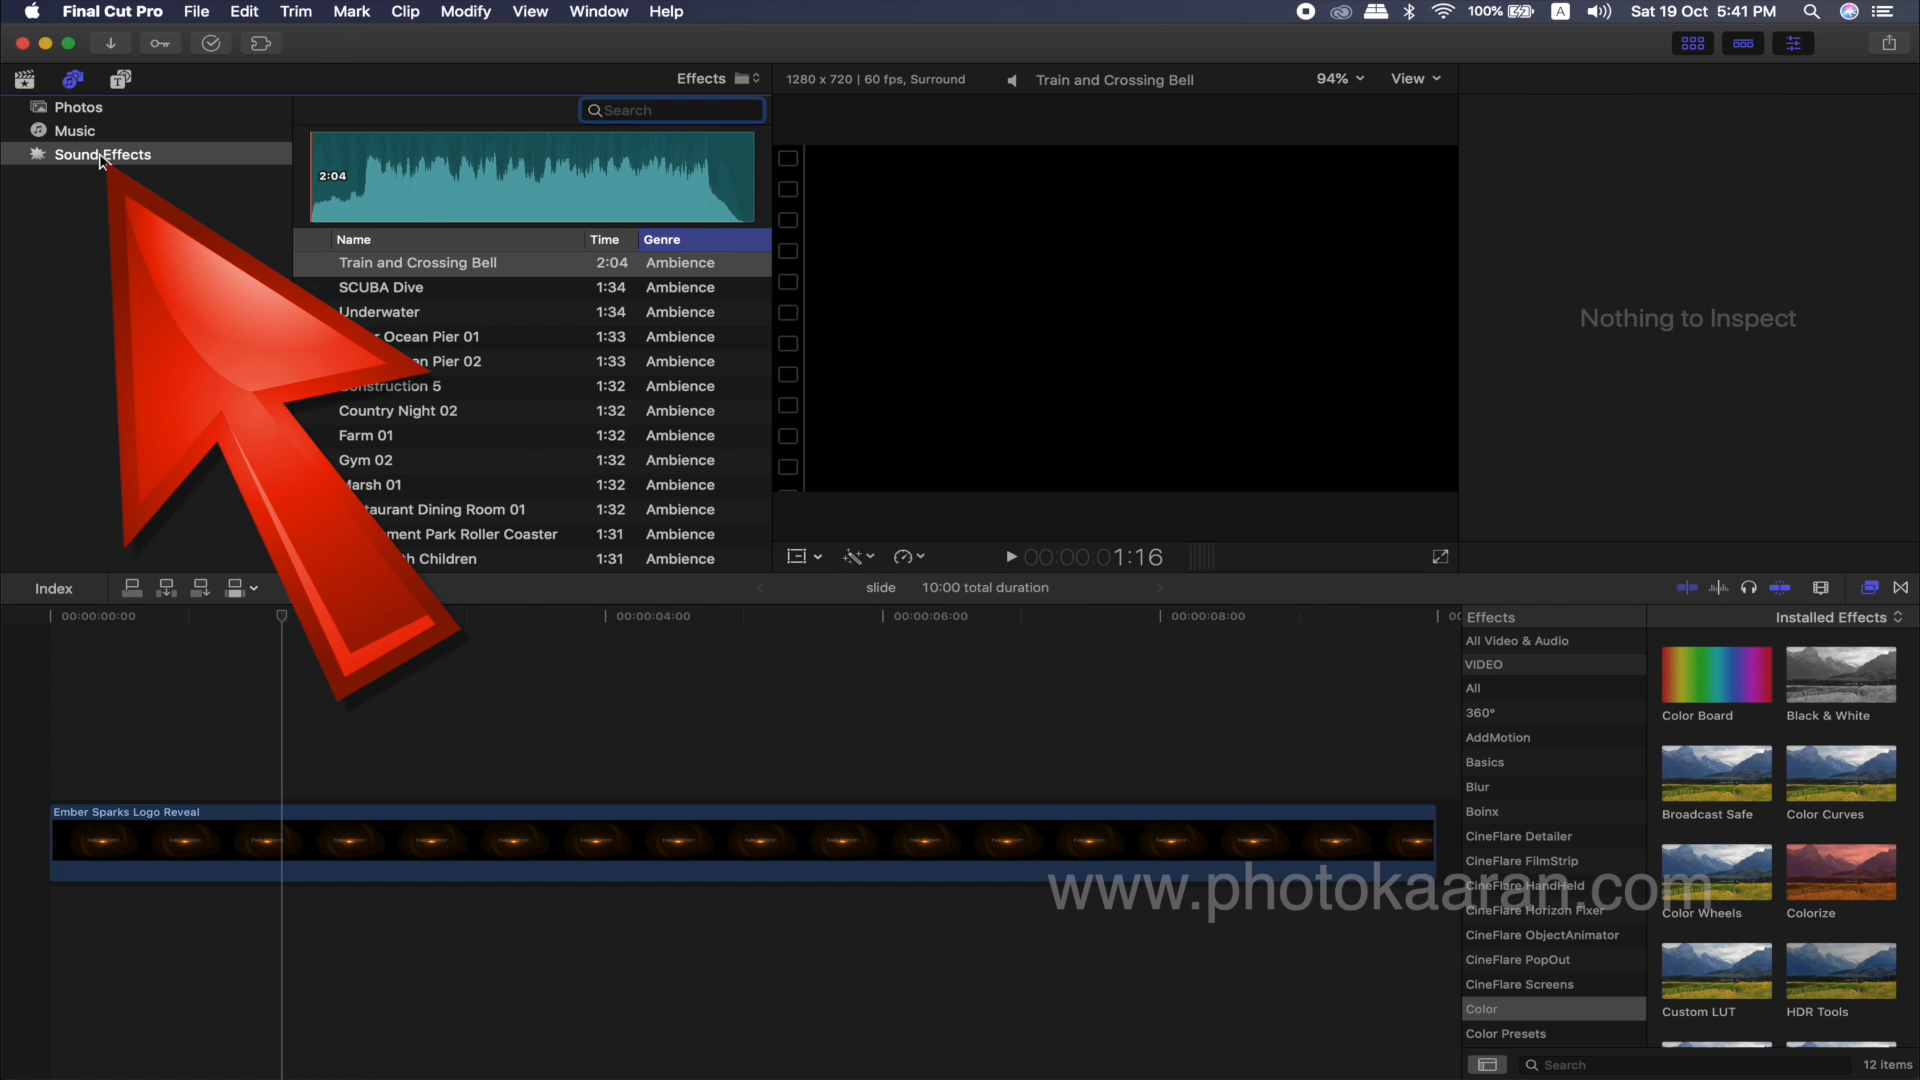 Final Cut Pro File Edit Trim Mark Clip Modify View Window Help
100% A Sat 19 Oct 5:41 PM
Effects
1280 x 720 | 60 fps, Surround
Train and Crossing Bell
94%
View
Photos
Music
Sound Effects
Search
2:04
Name Time Genre
Train and Crossing Bell 2:04 Ambience
SCUBA Dive 1:34 Ambience
Underwater 1:34 Ambience
Ocean Pier 01 1:33 Ambience
Pier 02 1:33 Ambience
Construction 5 1:32 Ambience
Country Night 02 1:32 Ambience
Farm 01 1:32 Ambience
Gym 02 1:32 Ambience
Marsh 01 1:32 Ambience
Dining Room 01 1:32 Ambience
Park Roller Coaster 1:31 Ambience
Children 1:31 Ambience
Nothing to Inspect
00:00:01:16
Index
slide 10:00 total duration
00:00:00:00
00:00:04:00
00:00:06:00
00:00:08:00
Ember Sparks Logo Reveal
www.photokaaran.com
Effects
Installed Effects
All Video & Audio
VIDEO
All
360°
AddMotion
Basics
Blur
Boinx
CineFlare Detailer
CineFlare FilmStrip
CineFlare HandHeld
CineFlare Horizon Fixer
CineFlare ObjectAnimator
CineFlare PopOut
CineFlare Screens
Color
Color Presets
Color Board
Black & White
Broadcast Safe
Color Curves
Color Wheels
Colorize
Custom LUT
HDR Tools
Search
12 items